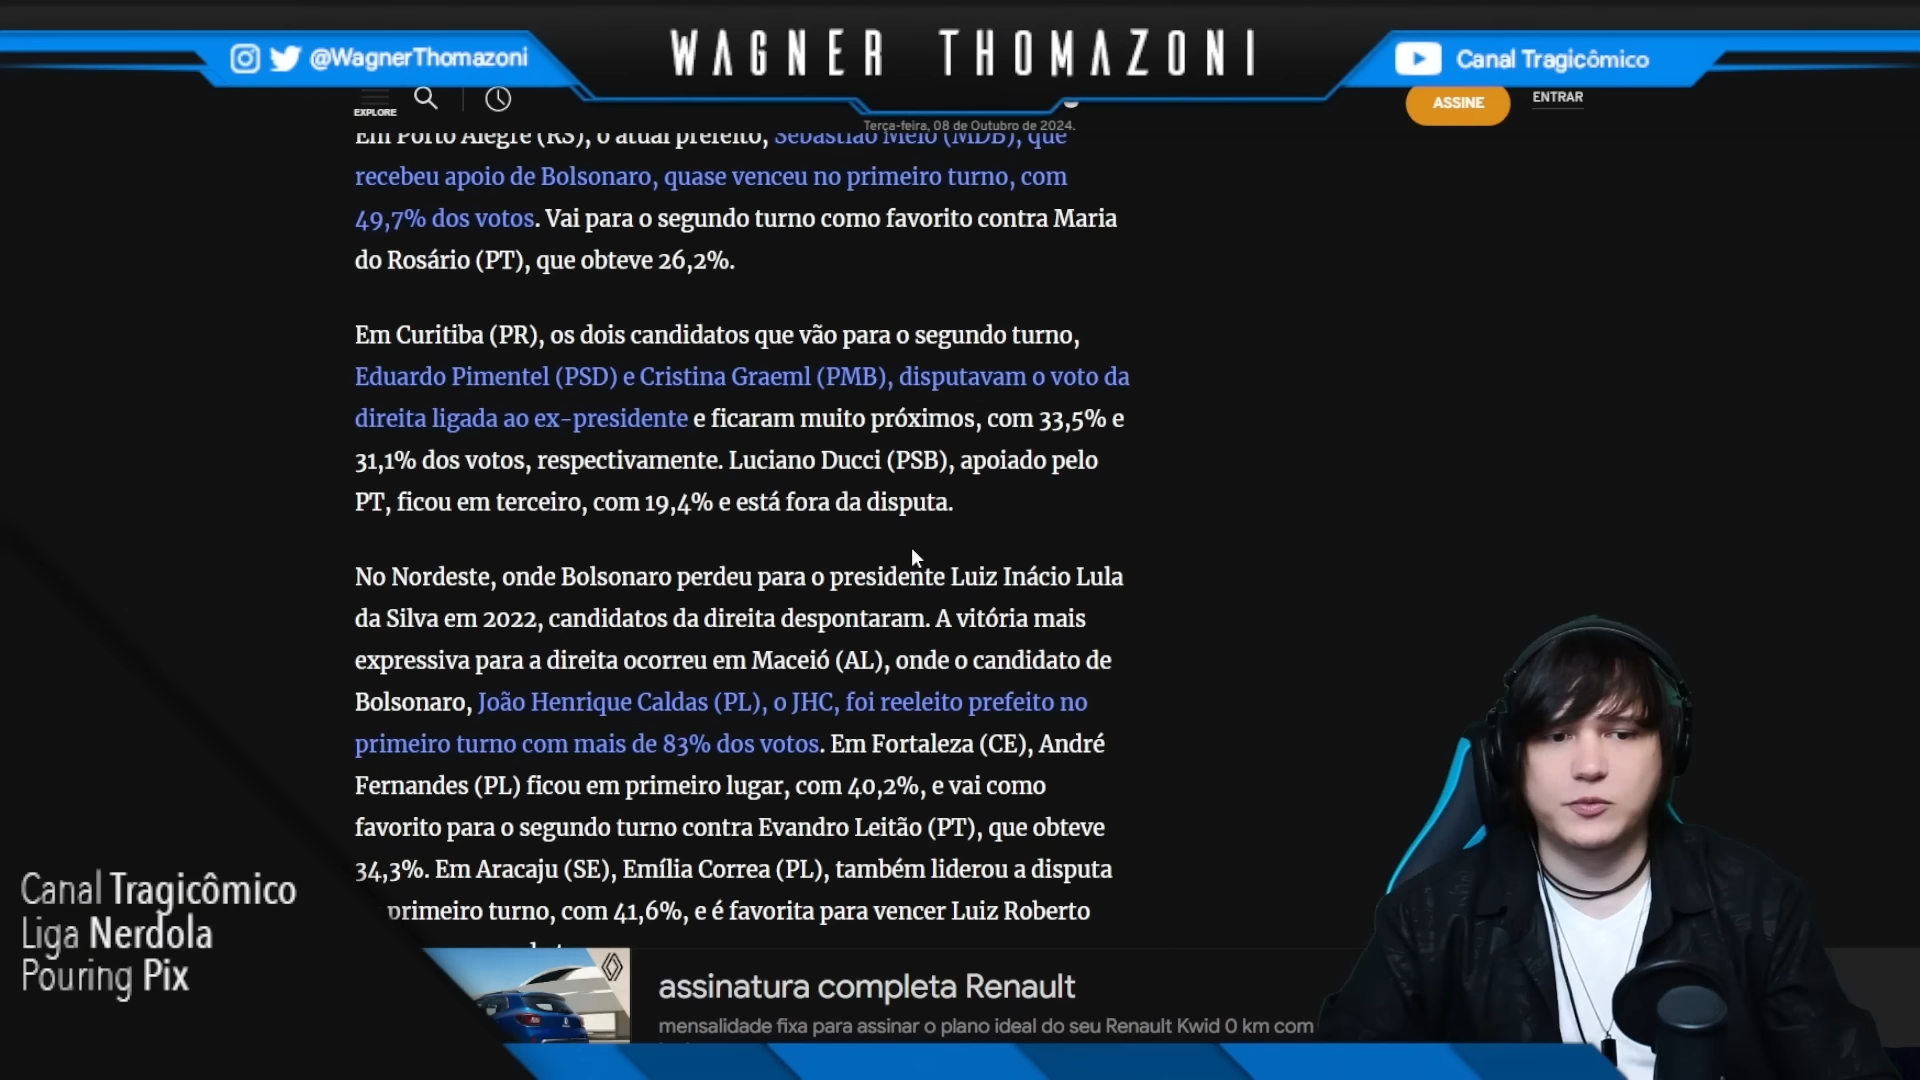 @WagnerThomazoni
WAGNER THOMAZONI
Canal Tragicômico
EXPLORE
ASSINE
ENTRAR
Terça-feira, 08 de Outubro de 2024.
Em Porto Alegre (RS), o atual prefeito, Sebastião Melo (MDB), que
recebeu apoio de Bolsonaro, quase venceu no primeiro turno, com
49,7% dos votos. Vai para o segundo turno como favorito contra Maria
do Rosário (PT), que obteve 26,2%.
Em Curitiba (PR), os dois candidatos que vão para o segundo turno,
Eduardo Pimentel (PSD) e Cristina Graeml (PMB), disputavam o voto da
direita ligada ao ex-presidente e ficaram muito próximos, com 33,5% e
31,1% dos votos, respectivamente. Luciano Ducci (PSB), apoiado pelo
PT, ficou em terceiro, com 19,4% e está fora da disputa.
No Nordeste, onde Bolsonaro perdeu para o presidente Luiz Inácio Lula
da Silva em 2022, candidatos da direita despontaram. A vitória mais
expressiva para a direita ocorreu em Maceió (AL), onde o candidato de
Bolsonaro, João Henrique Caldas (PL), o JHC, foi reeleito prefeito no
primeiro turno com mais de 83% dos votos. Em Fortaleza (CE), André
Fernandes (PL) ficou em primeiro lugar, com 40,2%, e vai como
favorito para o segundo turno contra Evandro Leitão (PT), que obteve
34,3%. Em Aracaju (SE), Emília Correa (PL), também liderou a disputa
primeiro turno, com 41,6%, e é favorita para vencer Luiz Roberto
Canal Tragicômico
Liga Nerdola
Pouring Pix
assinatura completa Renault
mensalidade fixa para assinar o plano ideal do seu Renault Kwid 0 km com